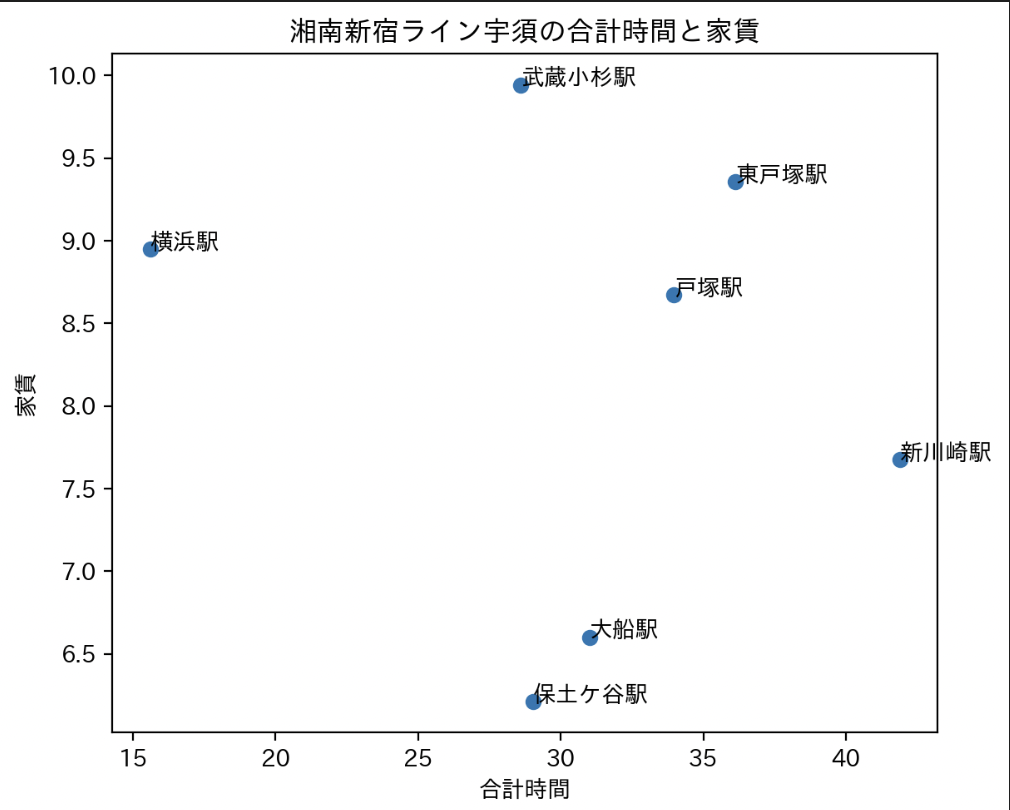 湘南新宿ライン宇須の合計時間と家賃
10.0
武蔵小杉駅
9.5
東戸塚駅
9.0
横浜駅
戸塚駅
8.5
家賃
8.0
新川崎駅
7.5
7.0
大船駅
6.5
保土ケ谷駅
15 20 25 30 35 40
合計時間